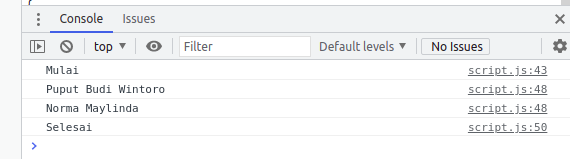 Console Issues
top Filter Default levels No Issues
Mulai script.js:43
Puput Budi Wintoro script.js:48
Norma Maylinda script.js:48
Selesai script.js:50